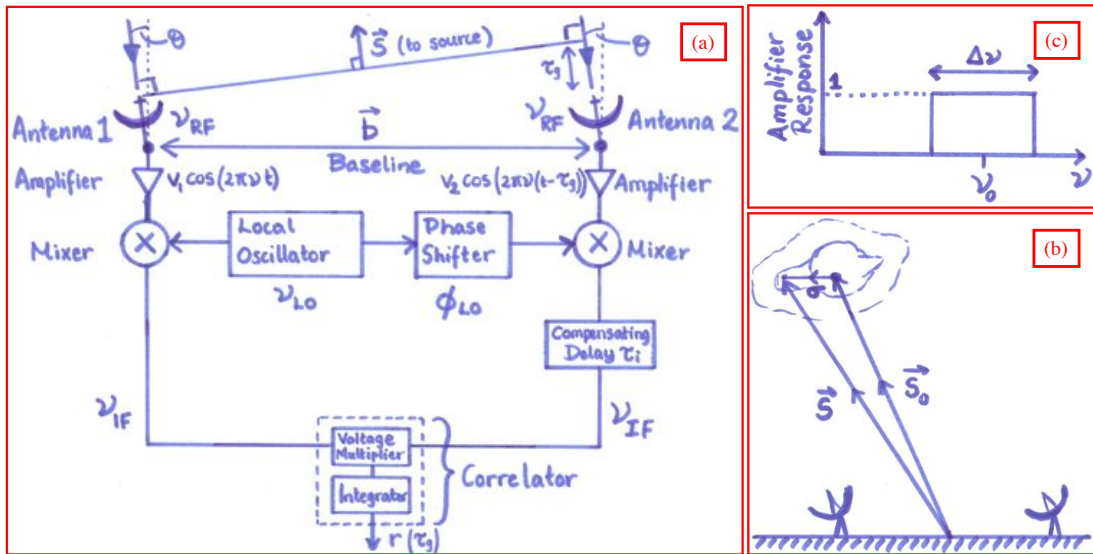 (a)
θ
S⃗ (to source)
τg
θ
Antenna 1
νRF
b⃗
νRF
Antenna 2
Baseline
Amplifier
V₁ cos(2πνt)
V₂ cos(2πν(t-τg))
Amplifier
Mixer
Local
Oscillator
Phase
Shifter
Mixer
νLO
ϕLO
Compensating
Delay τi
νIF
νIF
Voltage
Multiplier
Integrator
Correlator
r(τg)
(c)
Amplifier
Response
1
Δν
ν₀
ν
(b)
σ
S⃗
S⃗₀